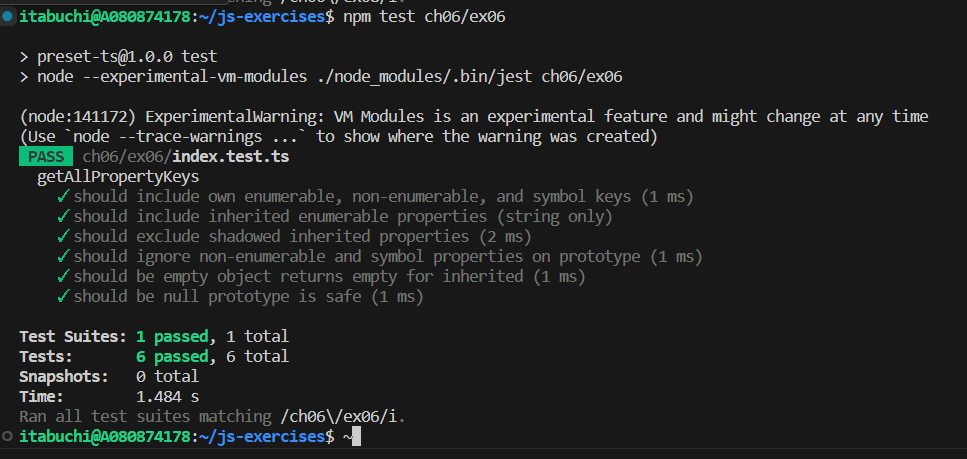 itabuchi@A080874178:~/js-exercises$ npm test ch06/ex06
> preset-ts@1.0.0 test
> node --experimental-vm-modules ./node_modules/.bin/jest ch06/ex06
(node:141172) ExperimentalWarning: VM Modules is an experimental feature and might change at any time
(Use `node --trace-warnings ...` to show where the warning was created)
PASS ch06/ex06/index.test.ts
getAllPropertyKeys
✓ should include own enumerable, non-enumerable, and symbol keys (1 ms)
✓ should include inherited enumerable properties (string only)
✓ should exclude shadowed inherited properties (2 ms)
✓ should ignore non-enumerable and symbol properties on prototype (1 ms)
✓ should be empty object returns empty for inherited (1 ms)
✓ should be null prototype is safe (1 ms)
Test Suites: 1 passed, 1 total
Tests: 6 passed, 6 total
Snapshots: 0 total
Time: 1.484 s
Ran all test suites matching /ch06\/ex06/i.
itabuchi@A080874178:~/js-exercises$ ~